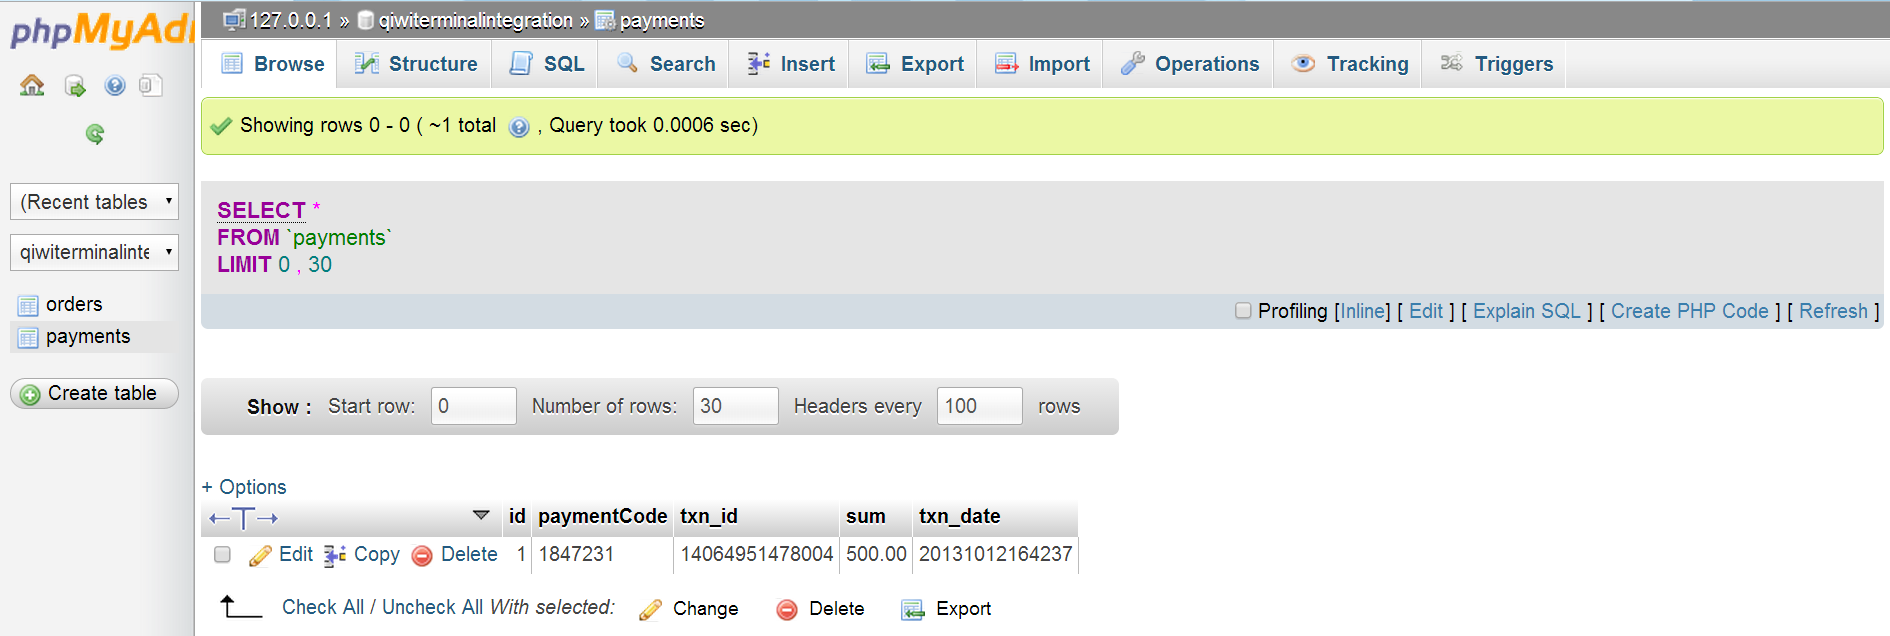 phpMyAd
127.0.0.1 » qiwiterminalintegration » payments
Browse Structure SQL Search Insert Export Import Operations Tracking Triggers
Showing rows 0 - 0 ( ~1 total , Query took 0.0006 sec)
(Recent tables
qiwiterminalinte
orders
payments
Create table
SELECT *
FROM `payments`
LIMIT 0 , 30
Profiling [Inline] [ Edit ] [ Explain SQL ] [ Create PHP Code ] [ Refresh ]
Show : Start row: 0 Number of rows: 30 Headers every 100 rows
+ Options
←T→ id paymentCode txn_id sum txn_date
Edit Copy Delete 1 1847231 14064951478004 500.00 20131012164237
Check All / Uncheck All With selected: Change Delete Export